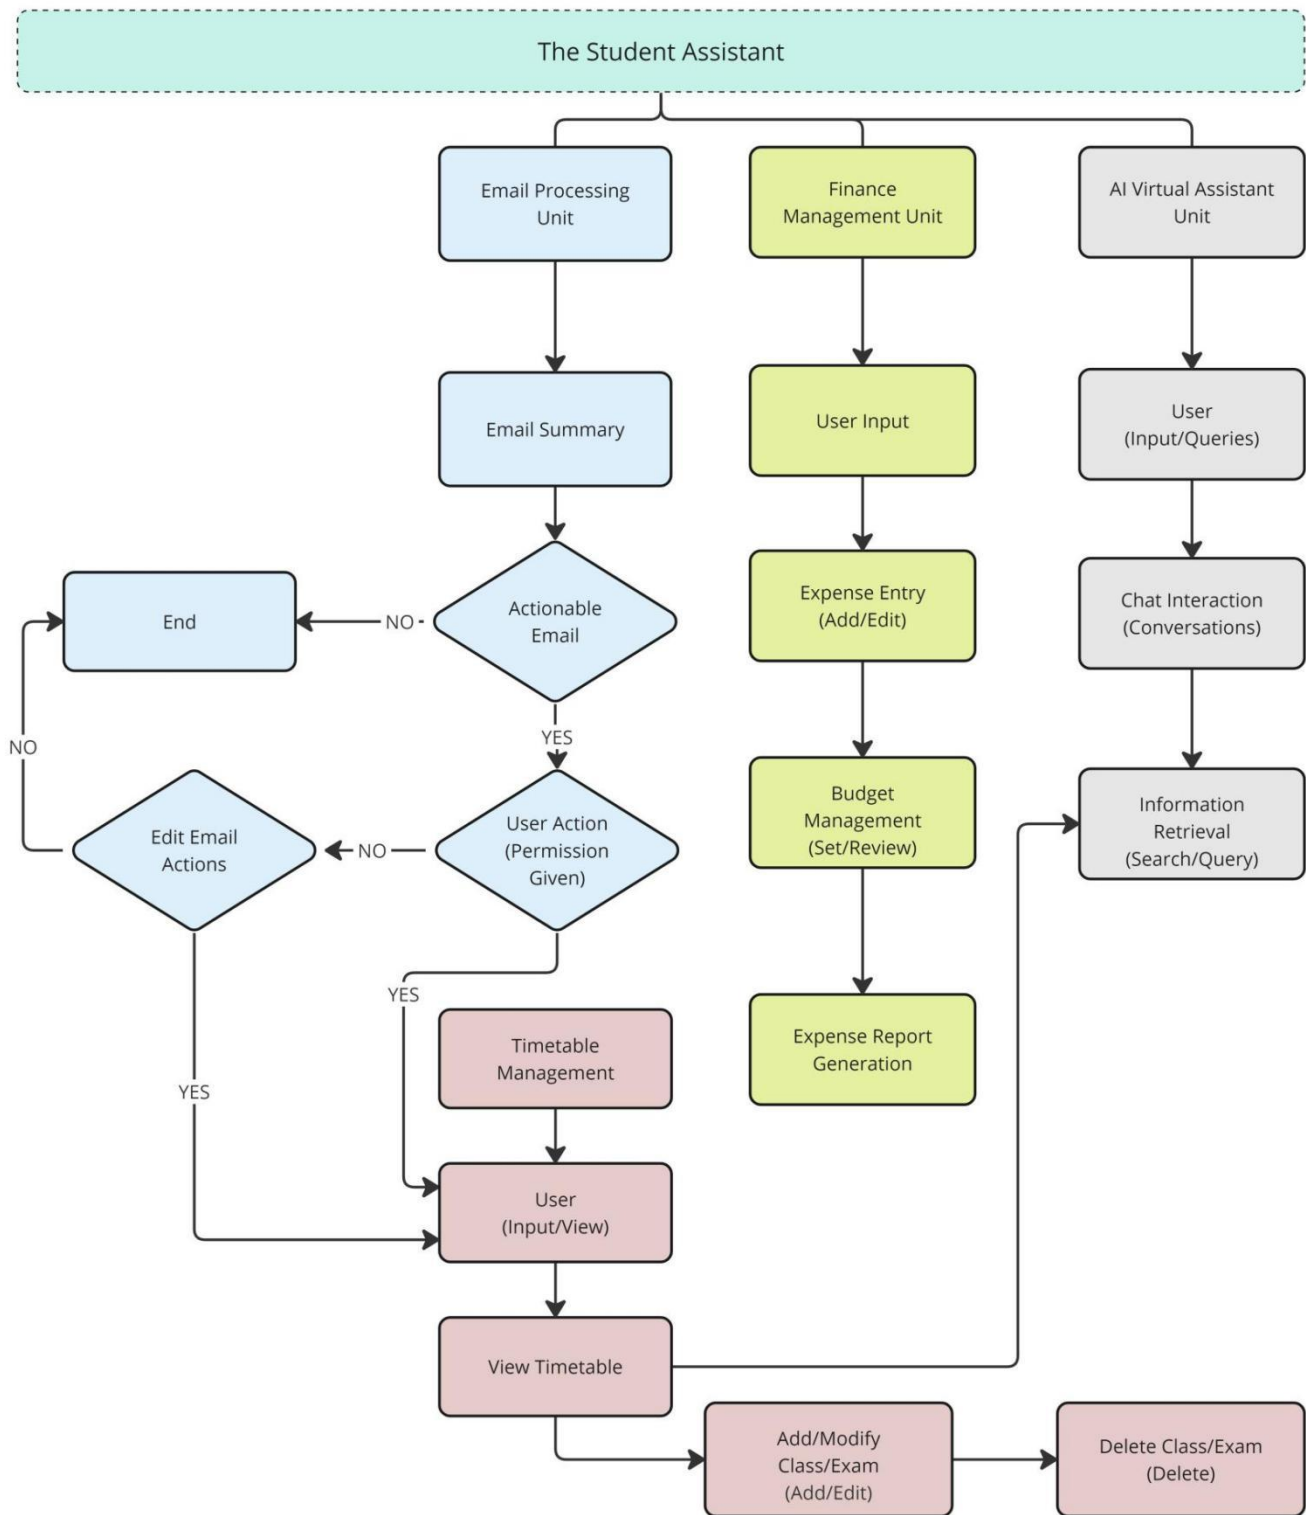 The Student Assistant
Email Processing
Unit
Finance
Management Unit
AI Virtual Assistant
Unit
Email Summary
User Input
User
(Input/Queries)
End
NO
Actionable
Email
Expense Entry
(Add/Edit)
Chat Interaction
(Conversations)
YES
NO
Edit Email
Actions
NO
User Action
(Permission
Given)
Budget
Management
(Set/Review)
Information
Retrieval
(Search/Query)
YES
YES
Timetable
Management
Expense Report
Generation
User
(Input/View)
View Timetable
Add/Modify
Class/Exam
(Add/Edit)
Delete Class/Exam
(Delete)